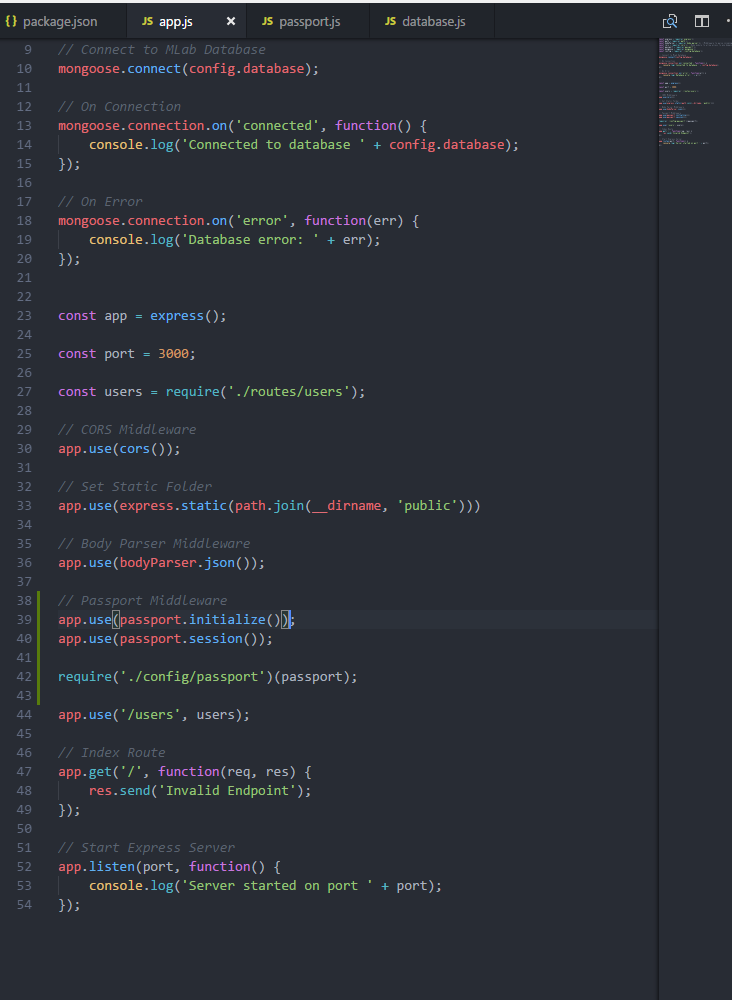 {} package.json JS app.js × JS passport.js JS database.js
9 // Connect to MLab Database
10 mongoose.connect(config.database);
11
12 // On Connection
13 mongoose.connection.on('connected', function() {
14 console.log('Connected to database ' + config.database);
15 });
16
17 // On Error
18 mongoose.connection.on('error', function(err) {
19 console.log('Database error: ' + err);
20 });
21
22
23 const app = express();
24
25 const port = 3000;
26
27 const users = require('./routes/users');
28
29 // CORS Middleware
30 app.use(cors());
31
32 // Set Static Folder
33 app.use(express.static(path.join(__dirname, 'public')))
34
35 // Body Parser Middleware
36 app.use(bodyParser.json());
37
38 // Passport Middleware
39 app.use(passport.initialize());
40 app.use(passport.session());
41
42 require('./config/passport')(passport);
43
44 app.use('/users', users);
45
46 // Index Route
47 app.get('/', function(req, res) {
48 res.send('Invalid Endpoint');
49 });
50
51 // Start Express Server
52 app.listen(port, function() {
53 console.log('Server started on port ' + port);
54 });